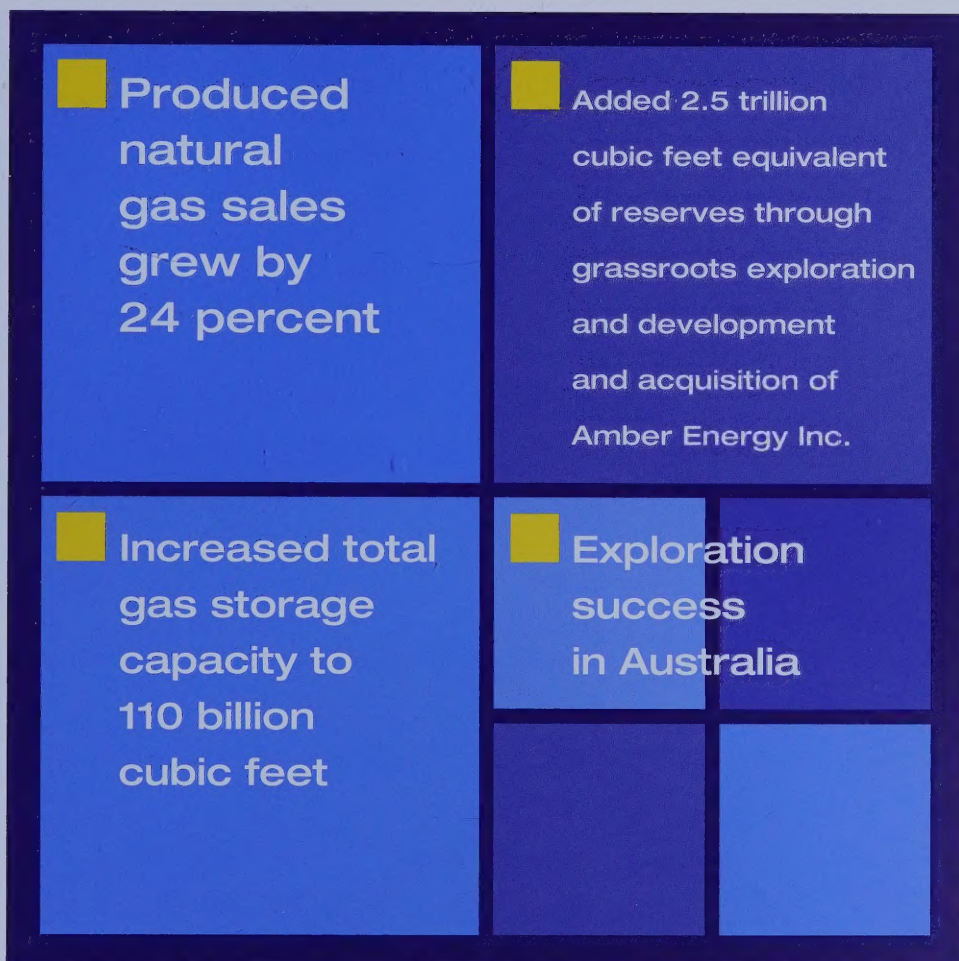 Produced
natural
gas sales
grew by
24 percent
Added 2.5 trillion
cubic feet equivalent
of reserves through
grassroots exploration
and development
and acquisition of
Amber Energy Inc.
Increased total
gas storage
capacity to
110 billion
cubic feet
Exploration
success
in Australia